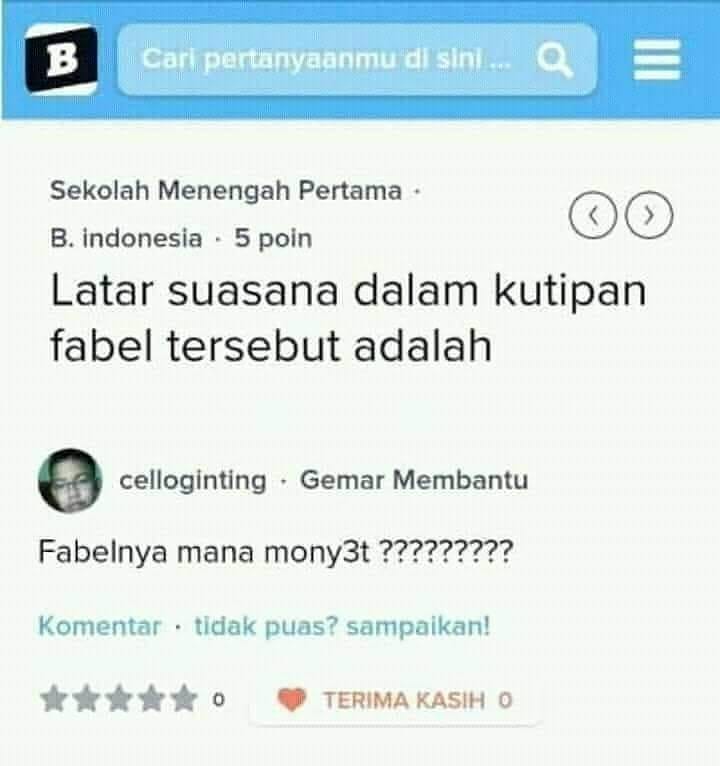 B
Cari pertanyaanmu di sini ...
Sekolah Menengah Pertama ·
B. indonesia · 5 poin
Latar suasana dalam kutipan
fabel tersebut adalah
celloginting · Gemar Membantu
Fabelnya mana mony3t ?????????
Komentar · tidak puas? sampaikan!
0
TERIMA KASIH 0